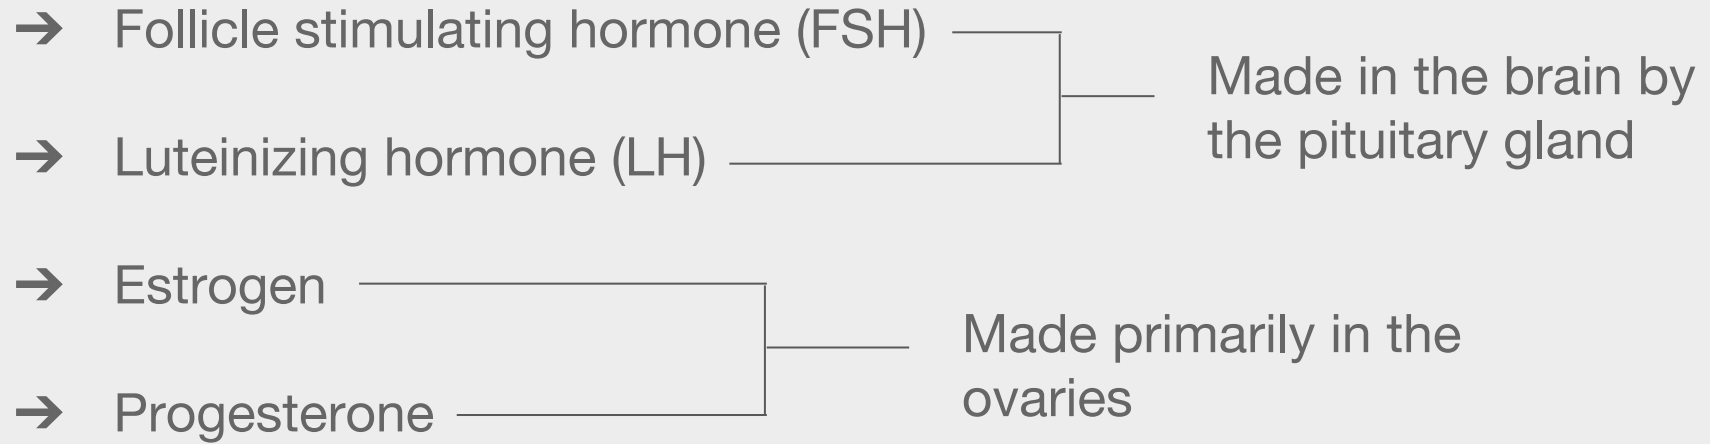 ➔ Follicle stimulating hormone (FSH)
Made in the brain by
the pituitary gland
➔ Luteinizing hormone (LH)
➔ Estrogen
Made primarily in the
ovaries
➔ Progesterone